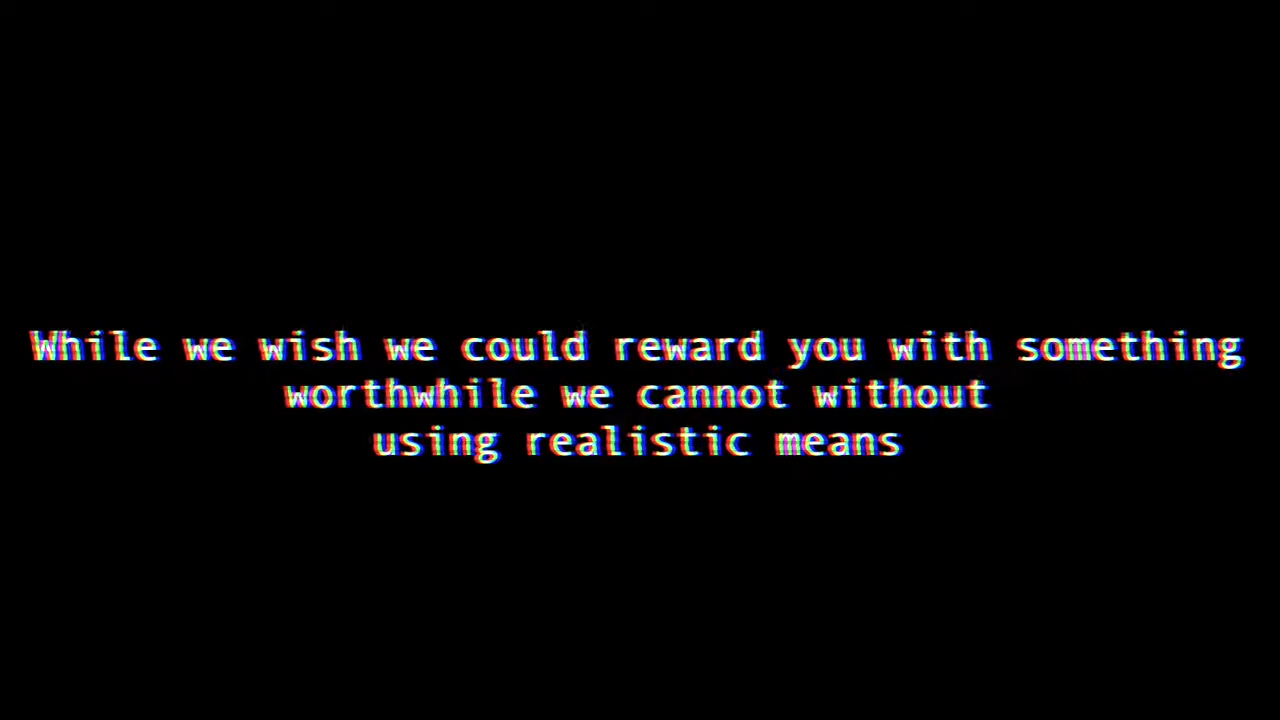 While we wish we could reward you with something
worthwhile we cannot without
using realistic means